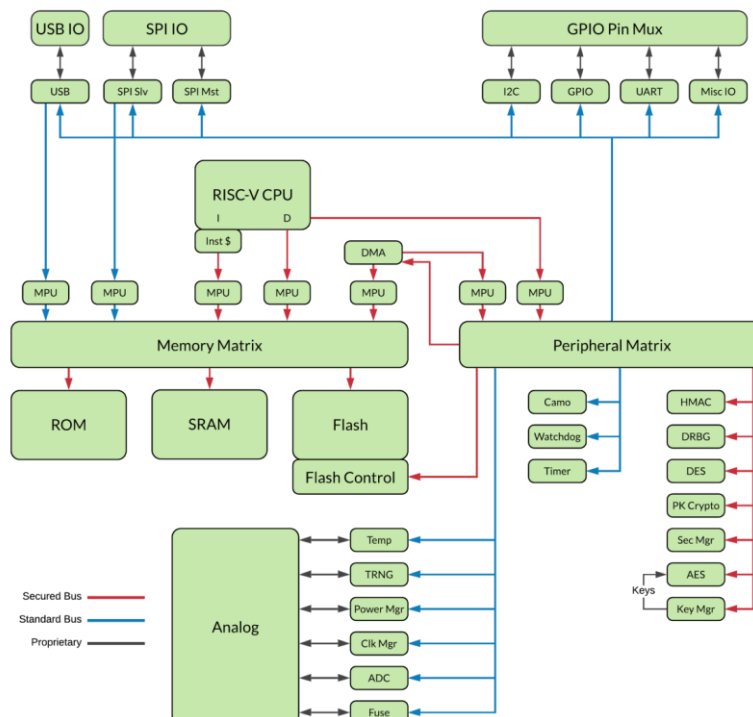 USB IO
SPI IO
GPIO Pin Mux
USB
SPI Slv
SPI Mst
I2C
GPIO
UART
Misc IO
RISC-V CPU
I
D
Inst $
DMA
MPU
MPU
MPU
MPU
MPU
MPU
MPU
Memory Matrix
Peripheral Matrix
ROM
SRAM
Flash
Flash Control
Camo
Watchdog
Timer
HMAC
DRBG
DES
PK Crypto
Sec Mgr
AES
Keys
Key Mgr
Analog
Temp
TRNG
Power Mgr
Clk Mgr
ADC
Fuse
Secured Bus
Standard Bus
Proprietary